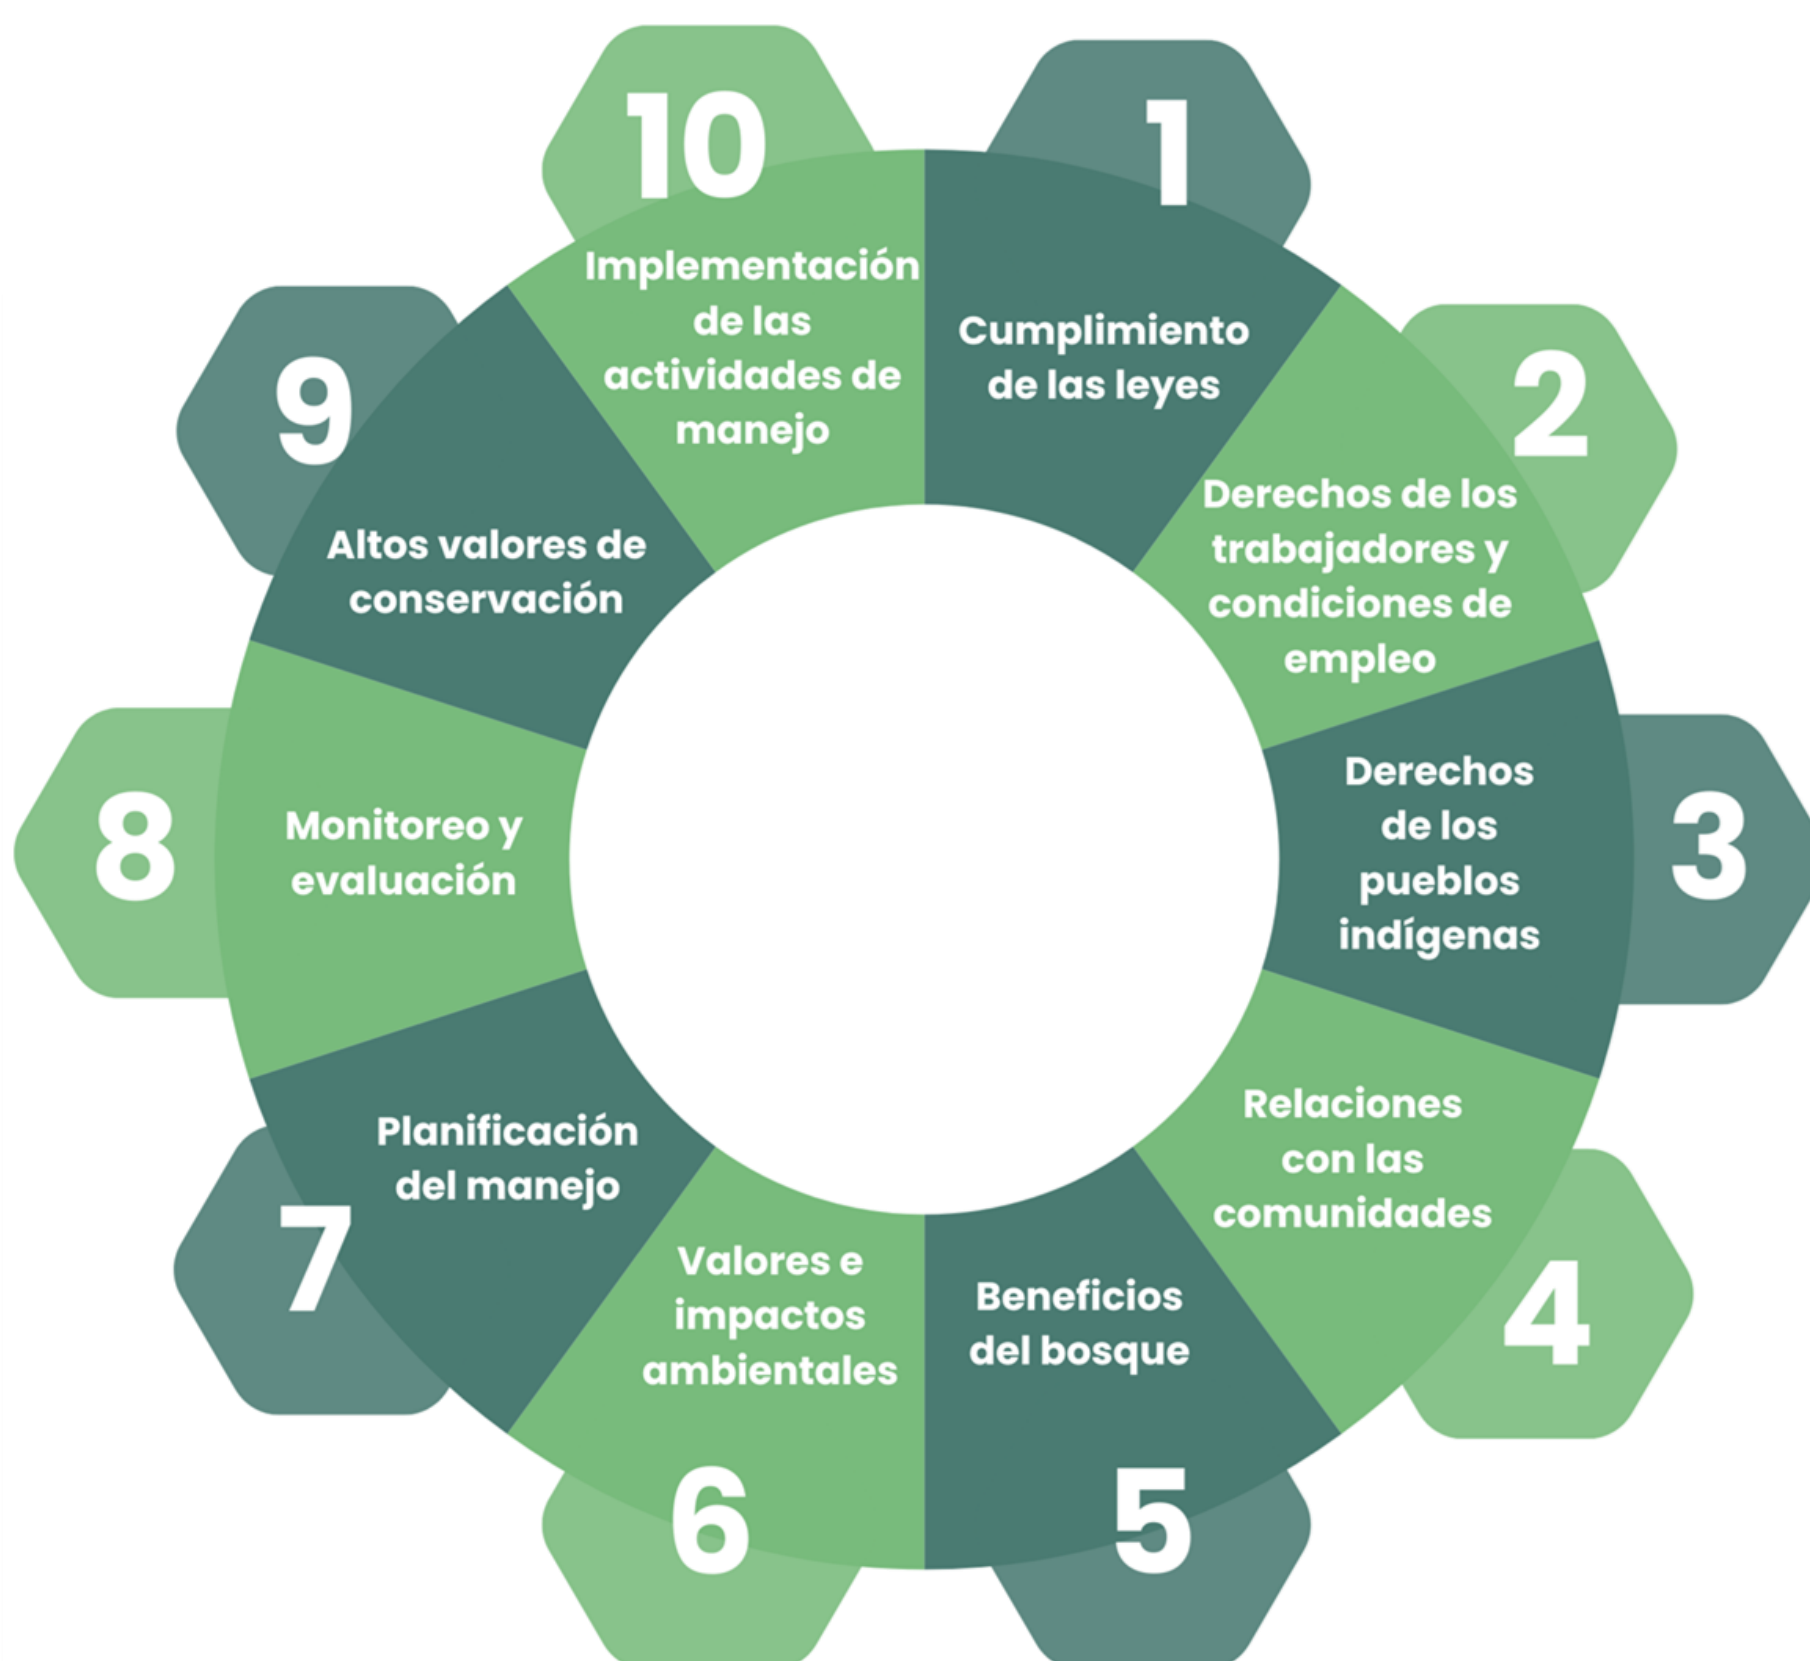 1
Cumplimiento
de las leyes
2
Derechos de los
trabajadores y
condiciones de
empleo
3
Derechos
de los
pueblos
indígenas
4
Relaciones
con las
comunidades
5
Beneficios
del bosque
6
Valores e
impactos
ambientales
7
Planificación
del manejo
8
Monitoreo y
evaluación
9
Altos valores de
conservación
10
Implementación
de las
actividades de
manejo